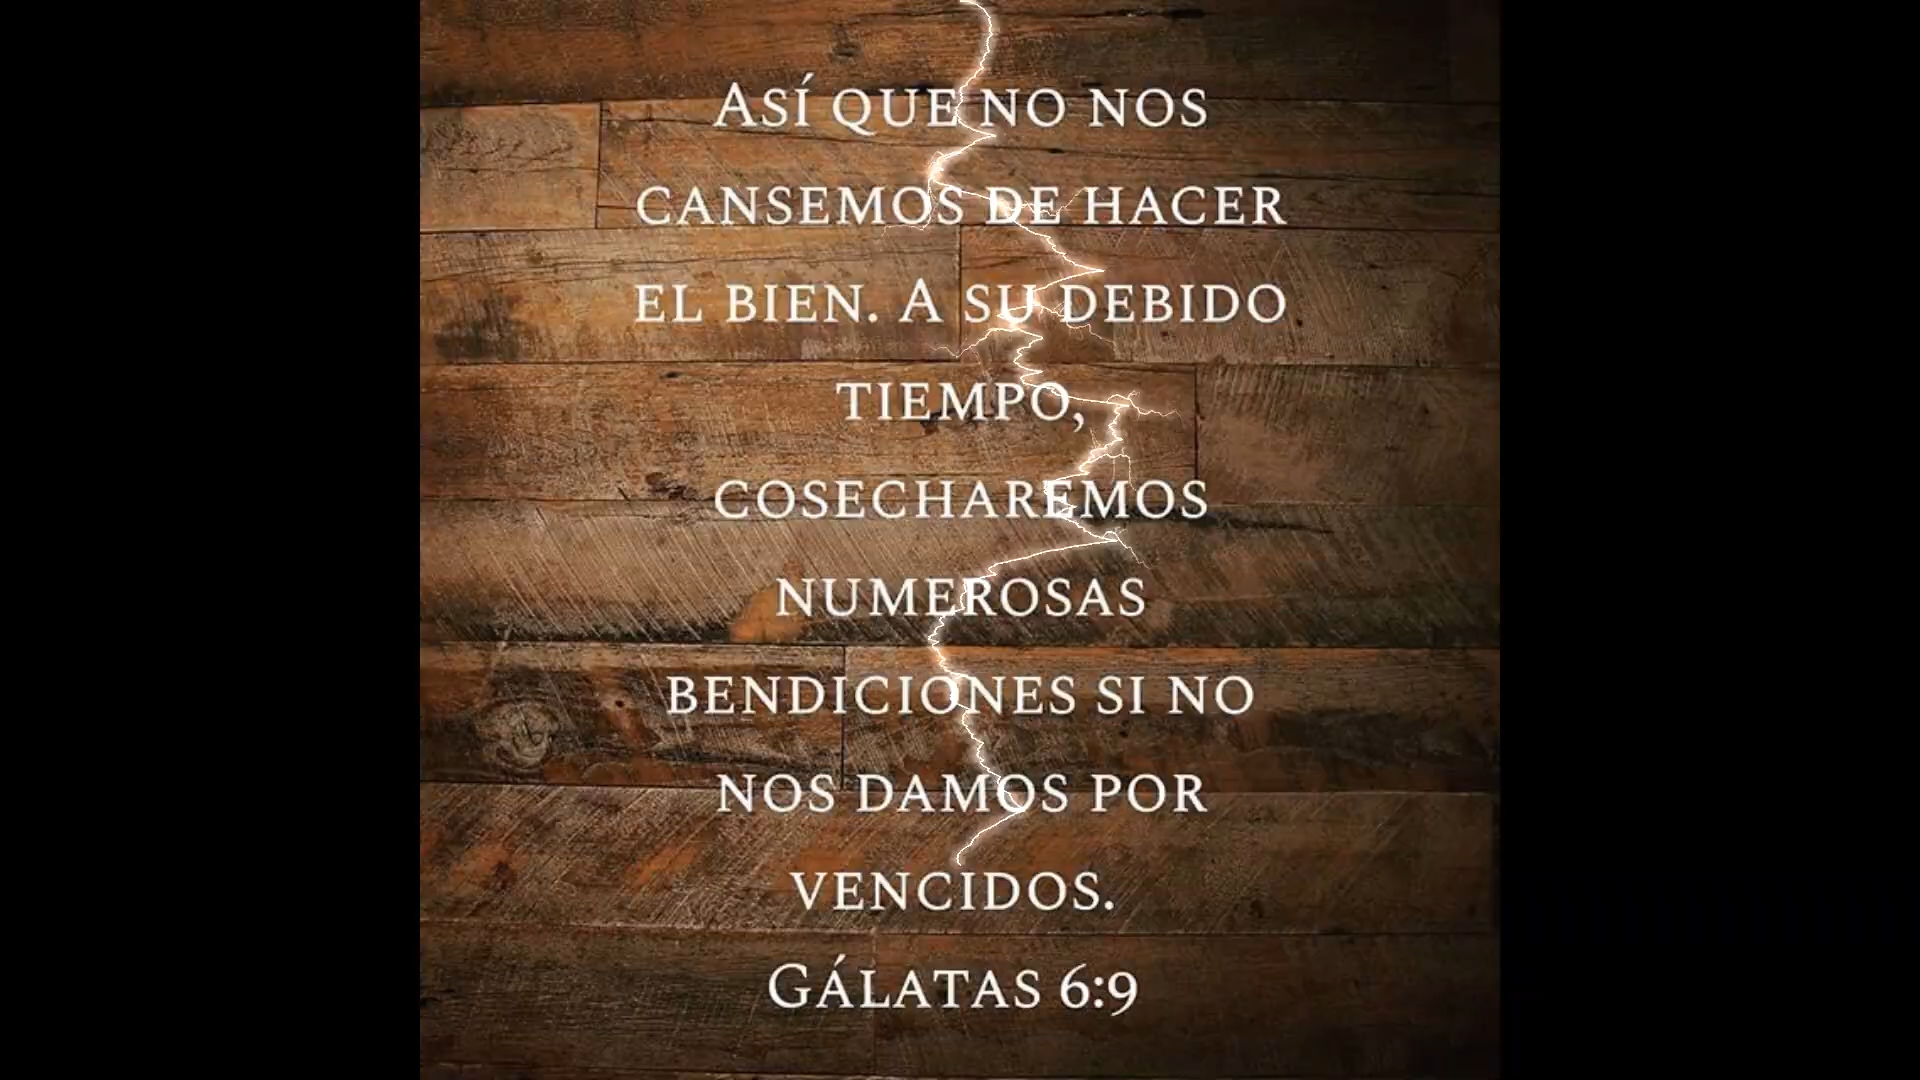 Así que no nos
cansemos de hacer
el bien. A su debido
tiempo,
cosecharemos
numerosas
bendiciones si no
nos damos por
vencidos.
Gálatas 6:9